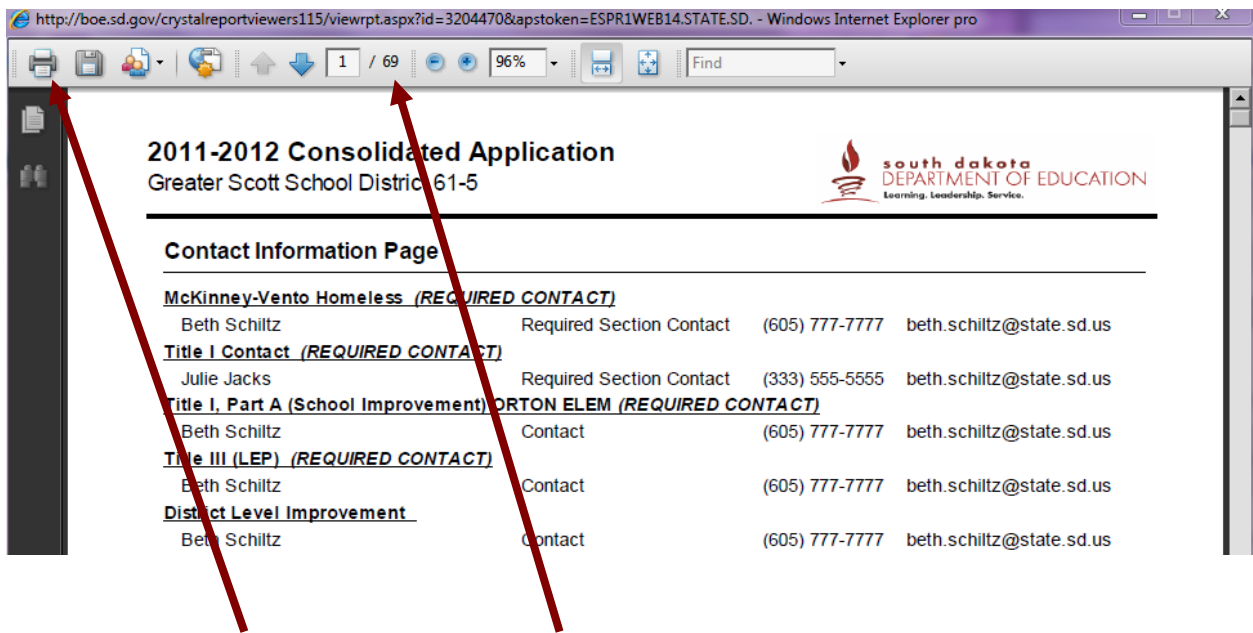 http://boe.sd.gov/crystalreportviewers115/viewrpt.aspx?id=3204470&apstoken=ESPR1WEB14.STATE.SD. - Windows Internet Explorer pro
1 / 69 96% Find
2011-2012 Consolidated Application
Greater Scott School District 61-5
south dakota
DEPARTMENT OF EDUCATION
Learning. Leadership. Service.
Contact Information Page
McKinney-Vento Homeless (REQUIRED CONTACT)
Beth Schiltz Required Section Contact (605) 777-7777 beth.schiltz@state.sd.us
Title I Contact (REQUIRED CONTACT)
Julie Jacks Required Section Contact (333) 555-5555 beth.schiltz@state.sd.us
Title I, Part A (School Improvement) ORTON ELEM (REQUIRED CONTACT)
Beth Schiltz Contact (605) 777-7777 beth.schiltz@state.sd.us
Title III (LEP) (REQUIRED CONTACT)
Beth Schiltz Contact (605) 777-7777 beth.schiltz@state.sd.us
District Level Improvement
Beth Schiltz Contact (605) 777-7777 beth.schiltz@state.sd.us